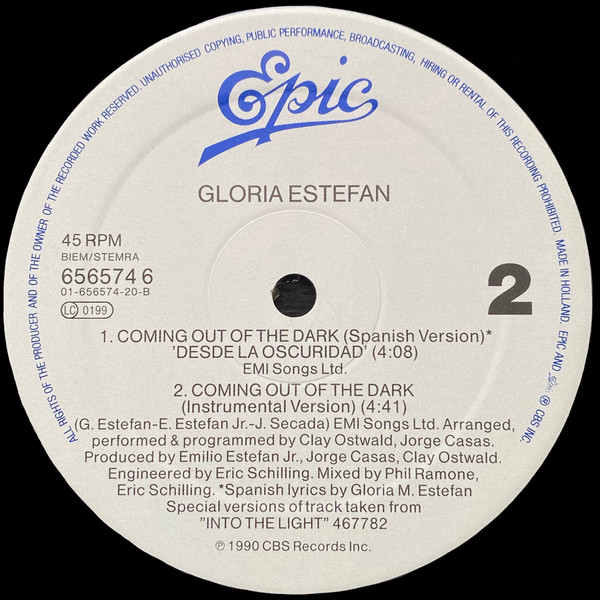 ALL RIGHTS OF THE PRODUCER AND OF THE OWNER OF THE RECORDED WORK RESERVED. UNAUTHORISED COPYING, PUBLIC PERFORMANCE, BROADCASTING, HIRING OR RENTAL OF THIS RECORDING PROHIBITED. MADE IN HOLLAND. EPIC AND ℗ CBS INC.
Epic
GLORIA ESTEFAN
45 RPM
BIEM/STEMRA
656574 6
01-656574-20-B
LC 0199
2
1. COMING OUT OF THE DARK (Spanish Version)*
'DESDE LA OSCURIDAD' (4:08)
EMI Songs Ltd.
2. COMING OUT OF THE DARK
(Instrumental Version) (4:41)
(G. Estefan-E. Estefan Jr.-J. Secada) EMI Songs Ltd. Arranged,
performed & programmed by Clay Ostwald, Jorge Casas.
Produced by Emilio Estefan Jr., Jorge Casas, Clay Ostwald.
Engineered by Eric Schilling. Mixed by Phil Ramone,
Eric Schilling. *Spanish lyrics by Gloria M. Estefan
Special versions of track taken from
"INTO THE LIGHT" 467782
℗ 1990 CBS Records Inc.